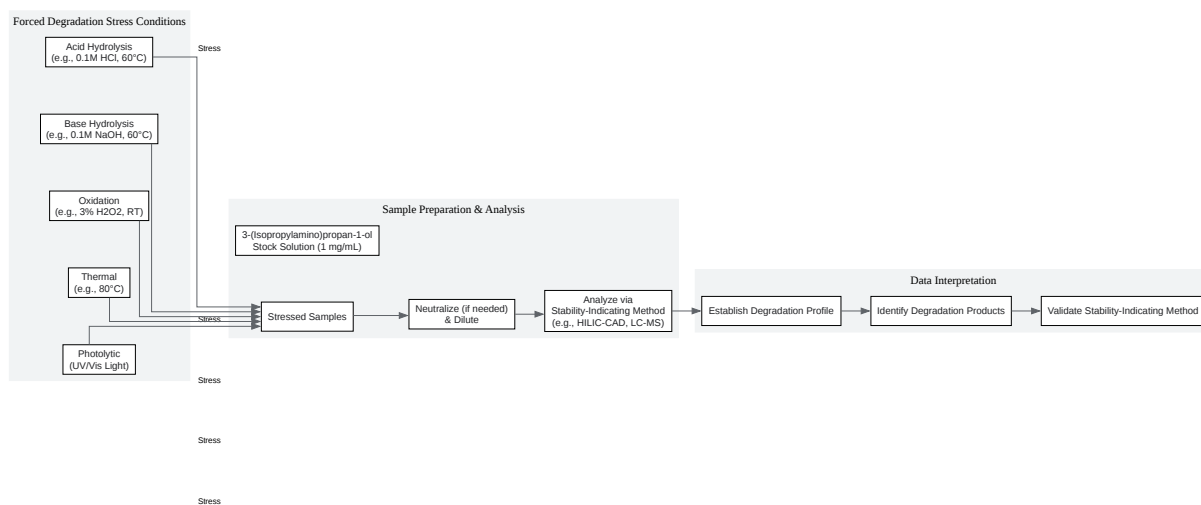 Forced Degradation Stress Conditions
Acid Hydrolysis
(e.g., 0.1M HCl, 60°C)
Stress
Base Hydrolysis
(e.g., 0.1M NaOH, 60°C)
Oxidation
(e.g., 3% H2O2, RT)
Thermal
(e.g., 80°C)
Stress
Photolytic
(UV/Vis Light)
Stress
Stress
Stress
Sample Preparation & Analysis
3-(Isopropylamino)propan-1-ol
Stock Solution (1 mg/mL)
Stressed Samples
Neutralize (if needed)
& Dilute
Analyze via
Stability-Indicating Method
(e.g., HILIC-CAD, LC-MS)
Data Interpretation
Establish Degradation Profile
Identify Degradation Products
Validate Stability-Indicating Method